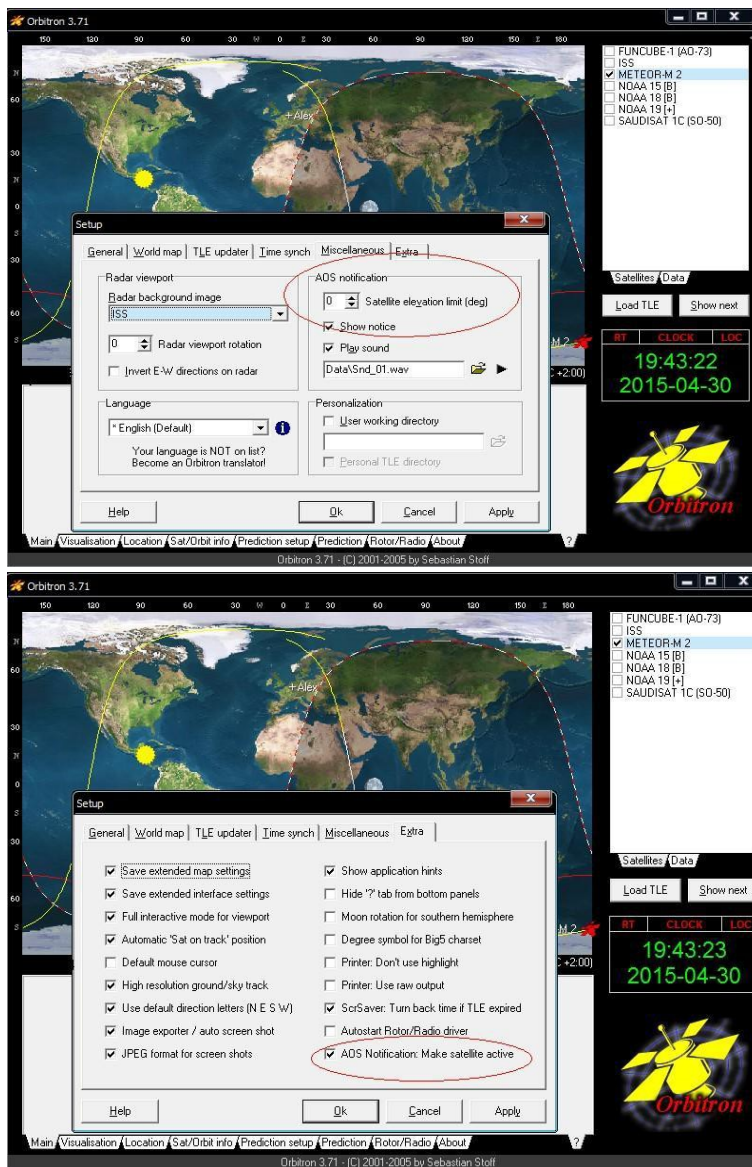 Orbitron 3.71
150 120 90 60 30 W 0 E 30 60 90 120 150 E 180
N
60
30
N
0
S
30
60
S
+Alex
FUNCUBE-1 (AO-73)
ISS
METEOR-M 2
NOAA 15 [B]
NOAA 18 [B]
NOAA 19 [+]
SAUDISAT 1C (SO-50)
Satellites Data
Load TLE Show next
RT CLOCK LOC
19:43:22
2015-04-30
Orbitron
Setup
General World map TLE updater Time synch Miscellaneous Extra
Radar viewport
Radar background image
ISS
0 Radar viewport rotation
Invert E-W directions on radar
AOS notification
0 Satellite elevation limit (deg)
Show notice
Play sound
Data\Snd_01.wav
Language
* English (Default)
Your language is NOT on list?
Become an Orbitron translator!
Personalization
User working directory
Personal TLE directory
Help Ok Cancel Apply
M 2
+2:00)
Main Visualisation Location Sat/Orbit info Prediction setup Prediction Rotor/Radio About ?
Orbitron 3.71 - (C) 2001-2005 by Sebastian Stoff
Orbitron 3.71
150 120 90 60 30 W 0 E 30 60 90 120 150 E 180
N
60
30
N
0
S
30
60
S
+Alex
FUNCUBE-1 (AO-73)
ISS
METEOR-M 2
NOAA 15 [B]
NOAA 18 [B]
NOAA 19 [+]
SAUDISAT 1C (SO-50)
Satellites Data
Load TLE Show next
RT CLOCK LOC
19:43:23
2015-04-30
Orbitron
Setup
General World map TLE updater Time synch Miscellaneous Extra
Save extended map settings
Save extended interface settings
Full interactive mode for viewport
Automatic 'Sat on track' position
Default mouse cursor
High resolution ground/sky track
Use default direction letters (N E S W)
Image exporter / auto screen shot
JPEG format for screen shots
Show application hints
Hide '?' tab from bottom panels
Moon rotation for southern hemisphere
Degree symbol for Big5 charset
Printer: Don't use highlight
Printer: Use raw output
ScrSaver: Turn back time if TLE expired
Autostart Rotor/Radio driver
AOS Notification: Make satellite active
Help Ok Cancel Apply
M 2
+2:00)
Main Visualisation Location Sat/Orbit info Prediction setup Prediction Rotor/Radio About ?
Orbitron 3.71 - (C) 2001-2005 by Sebastian Stoff